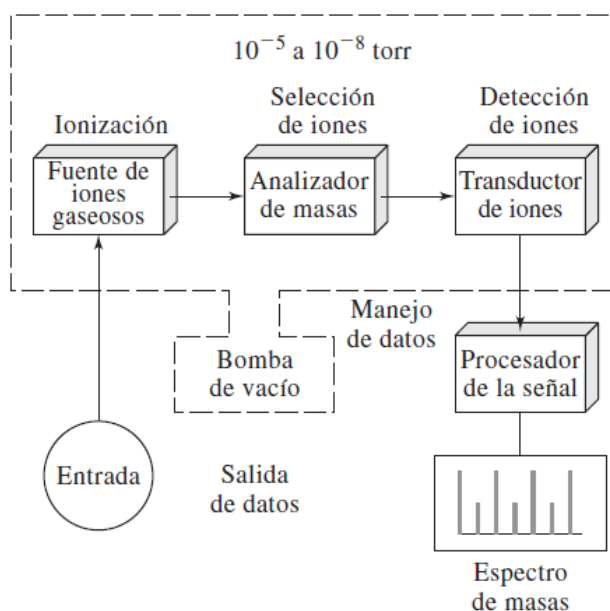 10⁻⁵ a 10⁻⁸ torr
Ionización
Selección
de iones
Detección
de iones
Fuente de
iones
gaseosos
Analizador
de masas
Transductor
de iones
Manejo
de datos
Bomba
de vacío
Procesador
de la señal
Entrada
Salida
de datos
Espectro
de masas